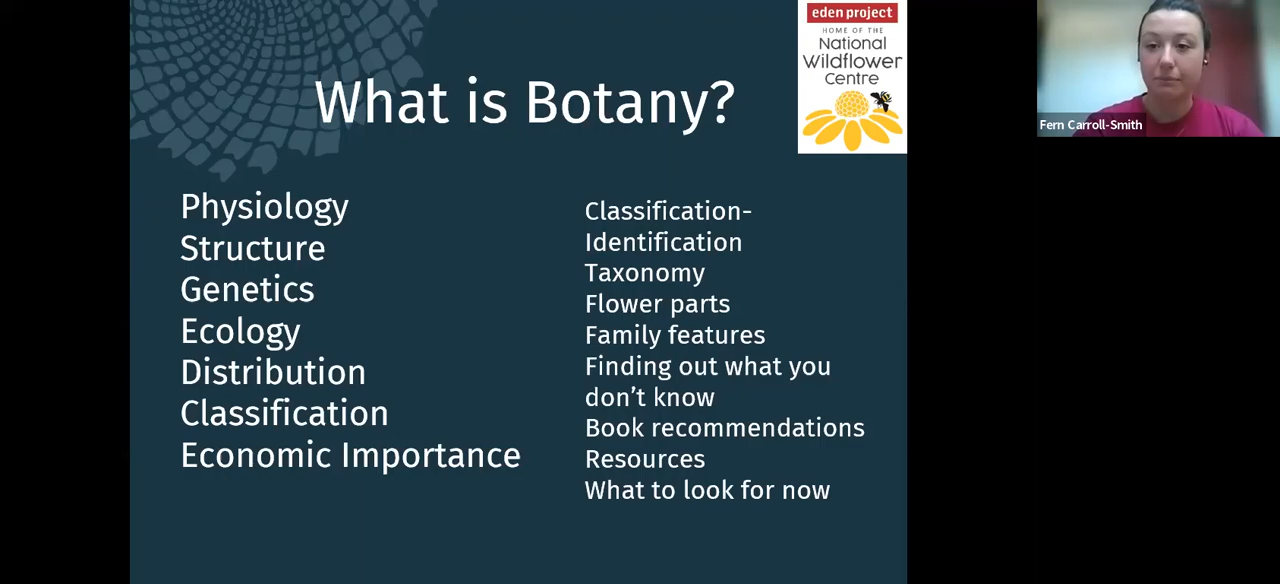 What is Botany?
eden project
HOME OF THE
National
Wildflower
Centre
Fern Carroll-Smith
Physiology
Structure
Genetics
Ecology
Distribution
Classification
Economic Importance
Classification-
Identification
Taxonomy
Flower parts
Family features
Finding out what you
don’t know
Book recommendations
Resources
What to look for now